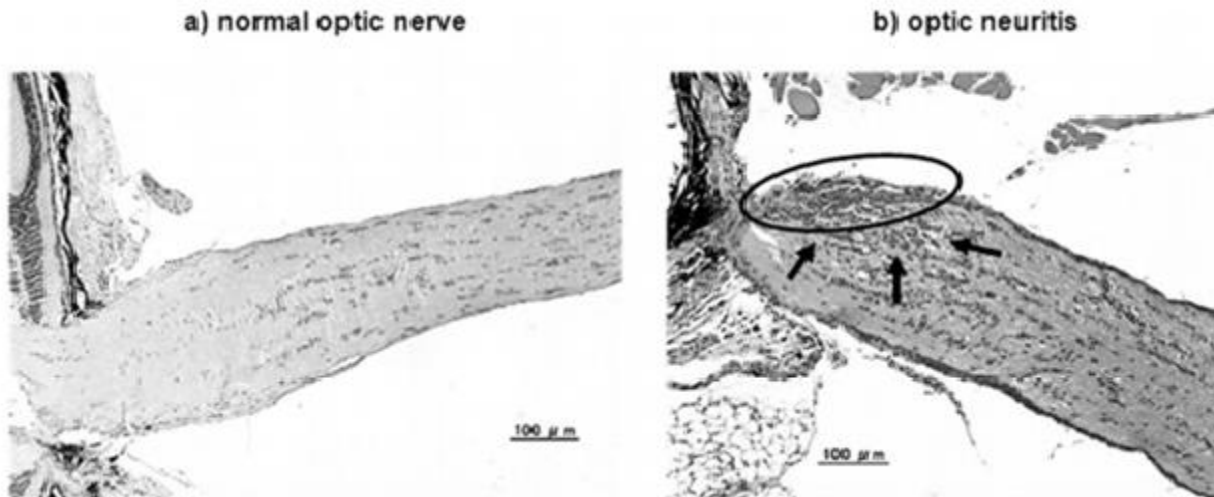 a) normal optic nerve
b) optic neuritis
100 μm
100 μm